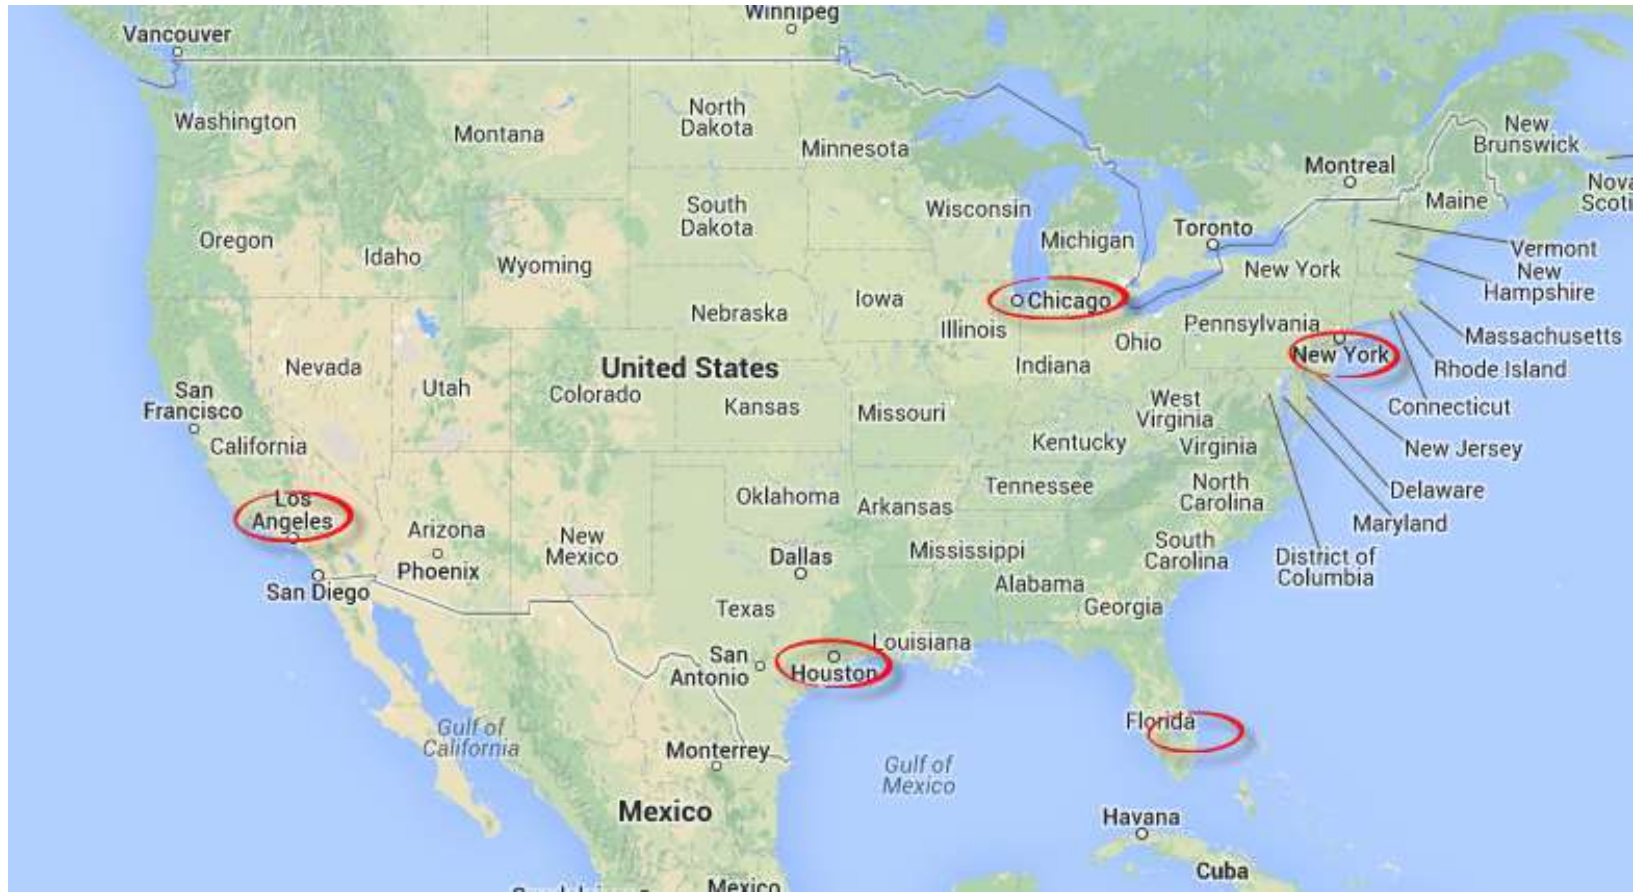 Winnipeg
Vancouver
Washington
Montana
North
Dakota
Minnesota
New
Brunswick
Montreal
Nova
Scoti
Maine
South
Dakota
Wisconsin
Michigan
Toronto
Oregon
Idaho
Wyoming
Vermont
New York
New
Hampshire
Iowa
Chicago
Nebraska
Illinois
Ohio
Pennsylvania
Massachusetts
New York
Rhode Island
United States
Indiana
Nevada
Utah
Colorado
Kansas
Missouri
West
Virginia
Connecticut
San
Francisco
California
Kentucky
Virginia
New Jersey
Los
Angeles
Oklahoma
Arkansas
Tennessee
North
Carolina
Delaware
Maryland
Arizona
New
Mexico
Phoenix
Dallas
Mississippi
South
Carolina
District of
Columbia
San Diego
Alabama
Georgia
Texas
Louisiana
San
Antonio
Houston
Florida
Gulf of
California
Monterrey
Gulf of
Mexico
Mexico
Havana
Cuba
Mexico